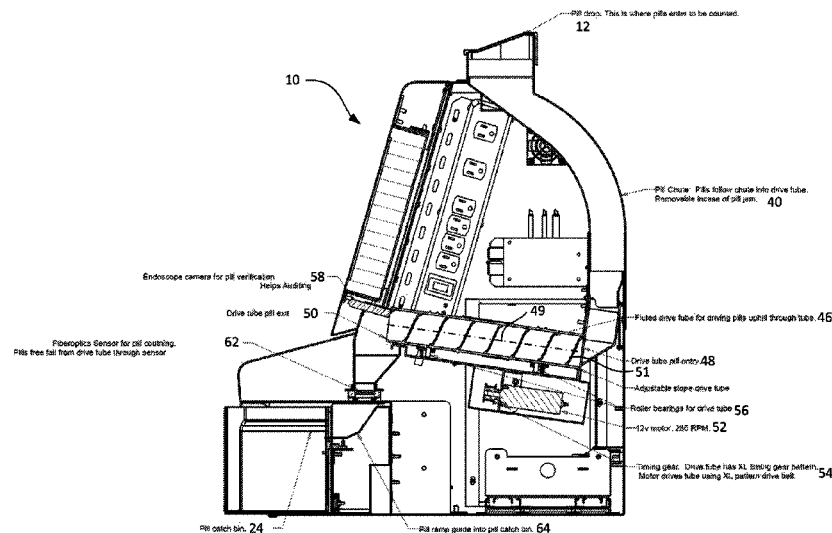 Pill drop. This is where pills enter to be counted.
12
10
Pill Chute: Pills follow chute into drive tube.
Removable incase of pill jam. 40
Endoscope camera for pill verification 58
Helps Auditing
Drive tube pill exit 50
49
Fluted drive tube for driving pills uphill through tube. 46
Fiberoptics Sensor for pill coutning.
Pills free fall from drive tube through sensor
62
Drive tube pill entry 48
51
Adjustable slope drive tube
Roller bearings for drive tube 56
12v motor. 280 RPM. 52
Timing gear. Drive tube has XL timing gear pattern.
Motor drives tube using XL pattern drive belt. 54
Pill catch bin. 24
Pill ramp guide into pill catch bin. 64